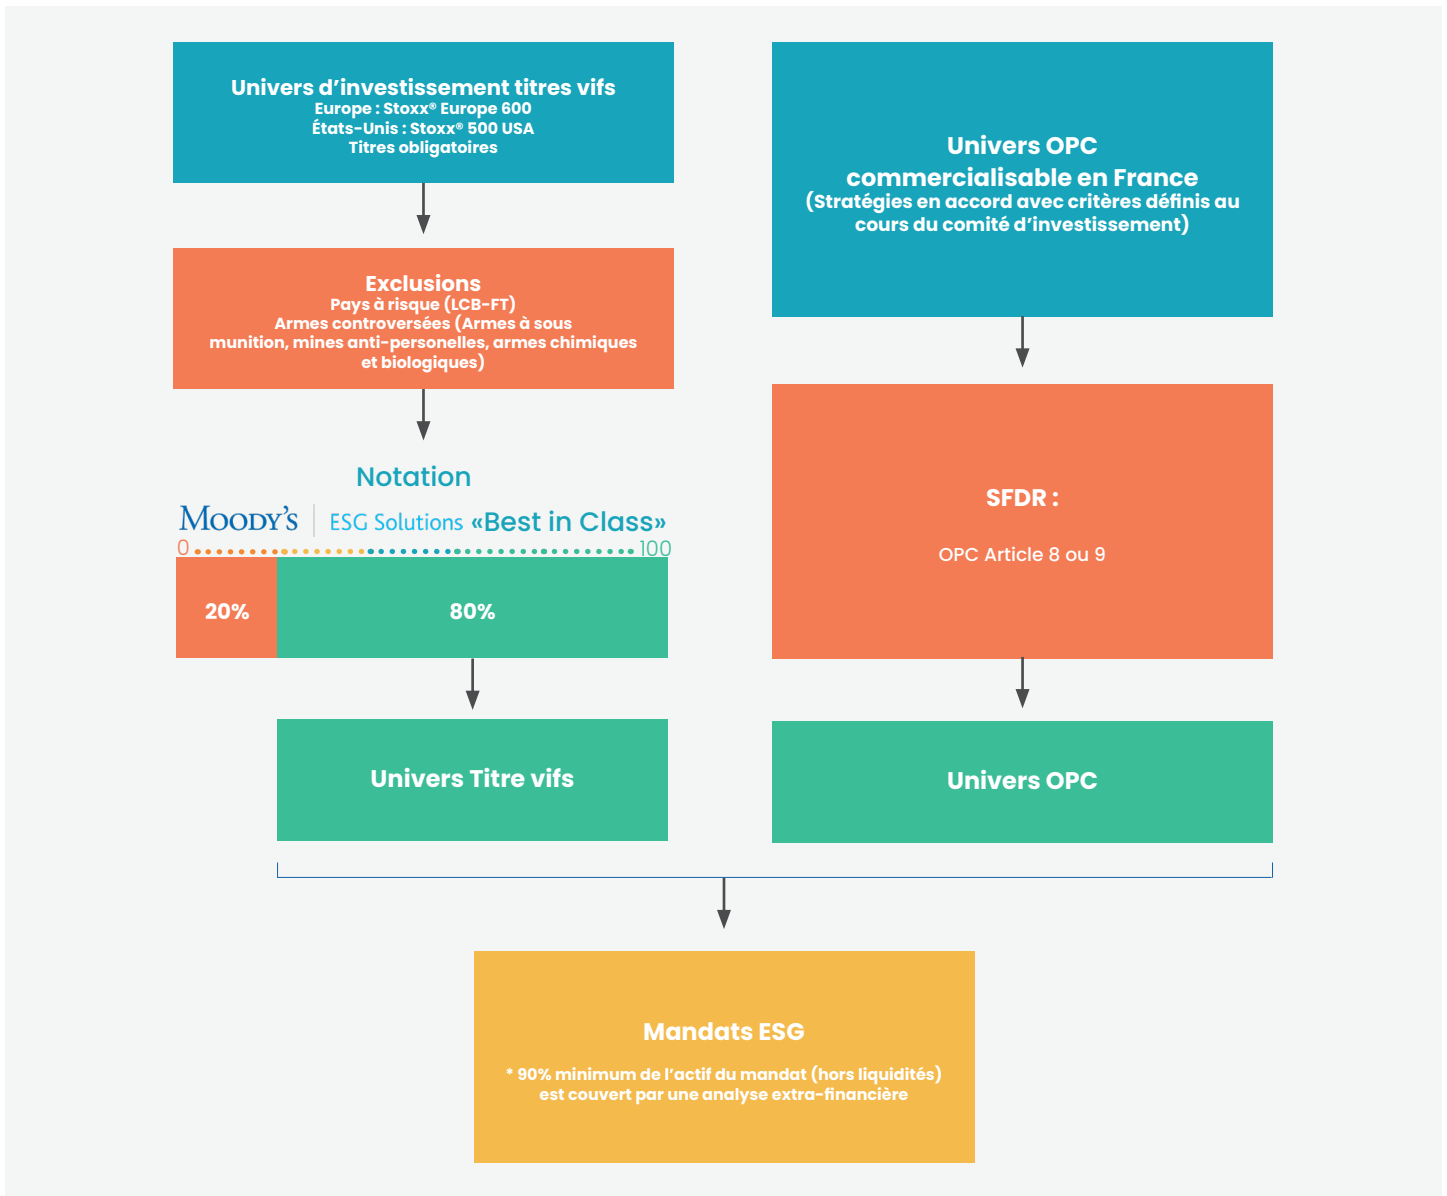 Univers d’investissement titres vifs
Europe : Stoxx® Europe 600
États-Unis : Stoxx® 500 USA
Titres obligatoires
Exclusions
Pays à risque (LCB-FT)
Armes controversées (Armes à sous
munition, mines anti-personelles, armes chimiques
et biologiques)
Notation
MOODY’S | ESG Solutions «Best in Class»
0 100
20% 80%
Univers Titre vifs
Univers OPC
commercialisable en France
(Stratégies en accord avec critères définis au
cours du comité d’investissement)
SFDR :
OPC Article 8 ou 9
Univers OPC
Mandats ESG
* 90% minimum de l’actif du mandat (hors liquidités)
est couvert par une analyse extra-financière